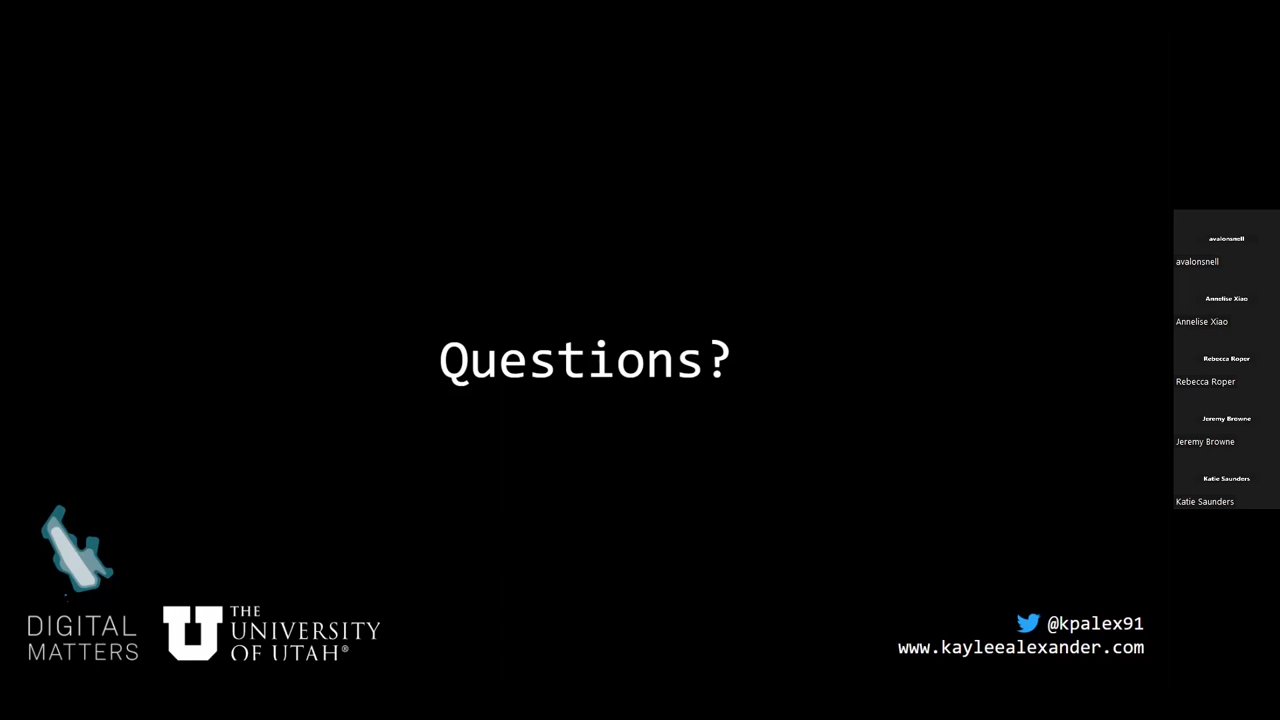 avalonsnell
avalonsnell
Annelise Xiao
Annelise Xiao
Rebecca Roper
Rebecca Roper
Questions?
Jeremy Browne
Jeremy Browne
Katie Saunders
Katie Saunders
DIGITAL
MATTERS
THE
UNIVERSITY
OF UTAH®
@kpalex91
www.kayleealexander.com